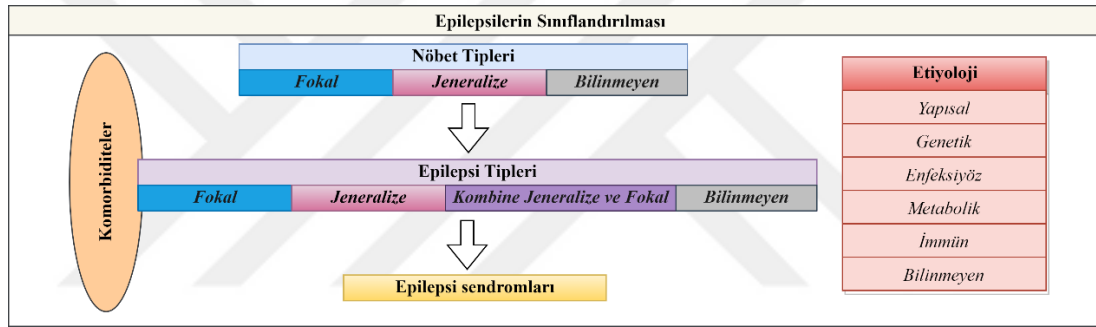 Epilepsilerin Sınıflandırılması
Komorbiditeler
Nöbet Tipleri
Fokal Jeneralize Bilinmeyen
Epilepsi Tipleri
Fokal Jeneralize Kombine Jeneralize ve Fokal Bilinmeyen
Epilepsi sendromları
Etiyoloji
Yapısal
Genetik
Enfeksiyöz
Metabolik
İmmün
Bilinmeyen